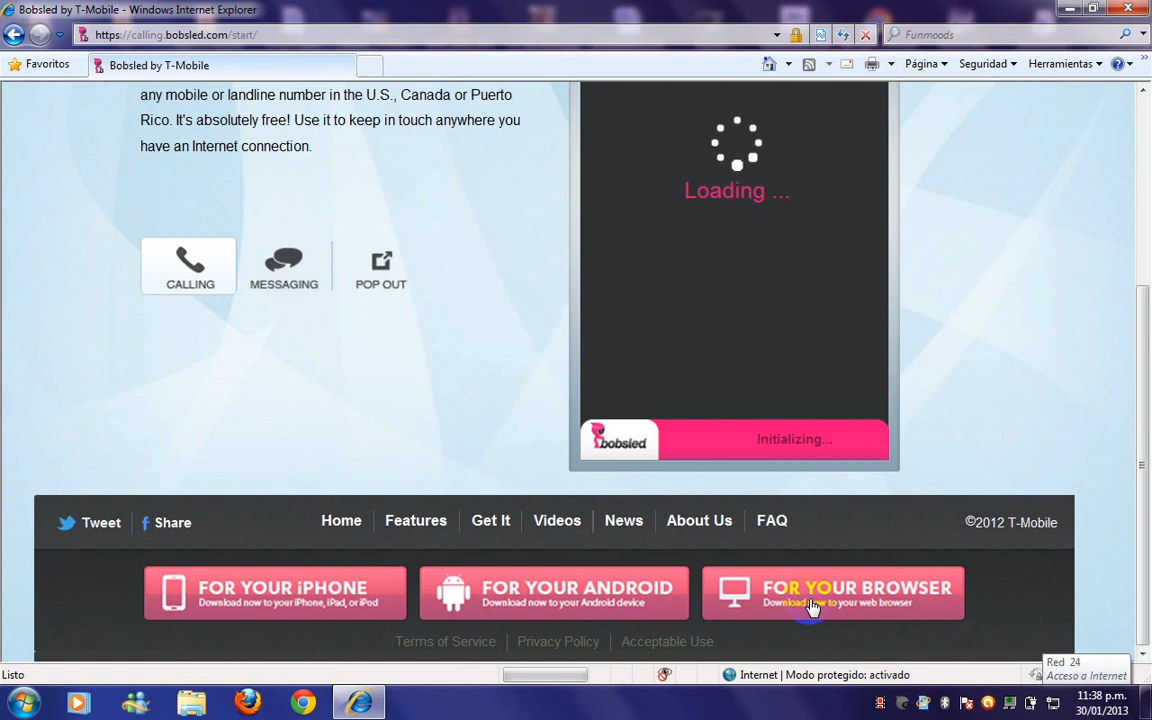 Bobsled by T-Mobile - Windows Internet Explorer
https://calling.bobsled.com/start/
Funmoods
Favoritos
Bobsled by T-Mobile
Página
Seguridad
Herramientas
any mobile or landline number in the U.S., Canada or Puerto
Rico. It's absolutely free! Use it to keep in touch anywhere you
have an Internet connection.
CALLING
MESSAGING
POP OUT
Loading ...
bobsled
Initializing...
Tweet
Share
Home
Features
Get It
Videos
News
About Us
FAQ
©2012 T-Mobile
FOR YOUR iPHONE
Download now to your iPhone, iPad, or iPod
FOR YOUR ANDROID
Download now to your Android device
FOR YOUR BROWSER
Download now to your web browser
Terms of Service
Privacy Policy
Acceptable Use
Listo
Internet | Modo protegido: activado
Red 24
Acceso a Internet
11:38 p.m.
30/01/2013